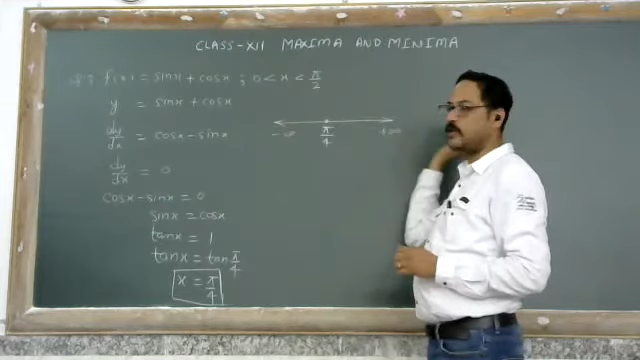 CLASS-XII MAXIMA AND MINIMA
f(x) = sinx + cosx ; 0 < x < π/2
y = sinx + cosx
dy/dx = cosx - sinx
dy/dx = 0
cosx - sinx = 0
sinx = cosx
tanx = 1
tanx = tan π/4
x = π/4
-∞ π/4 +∞